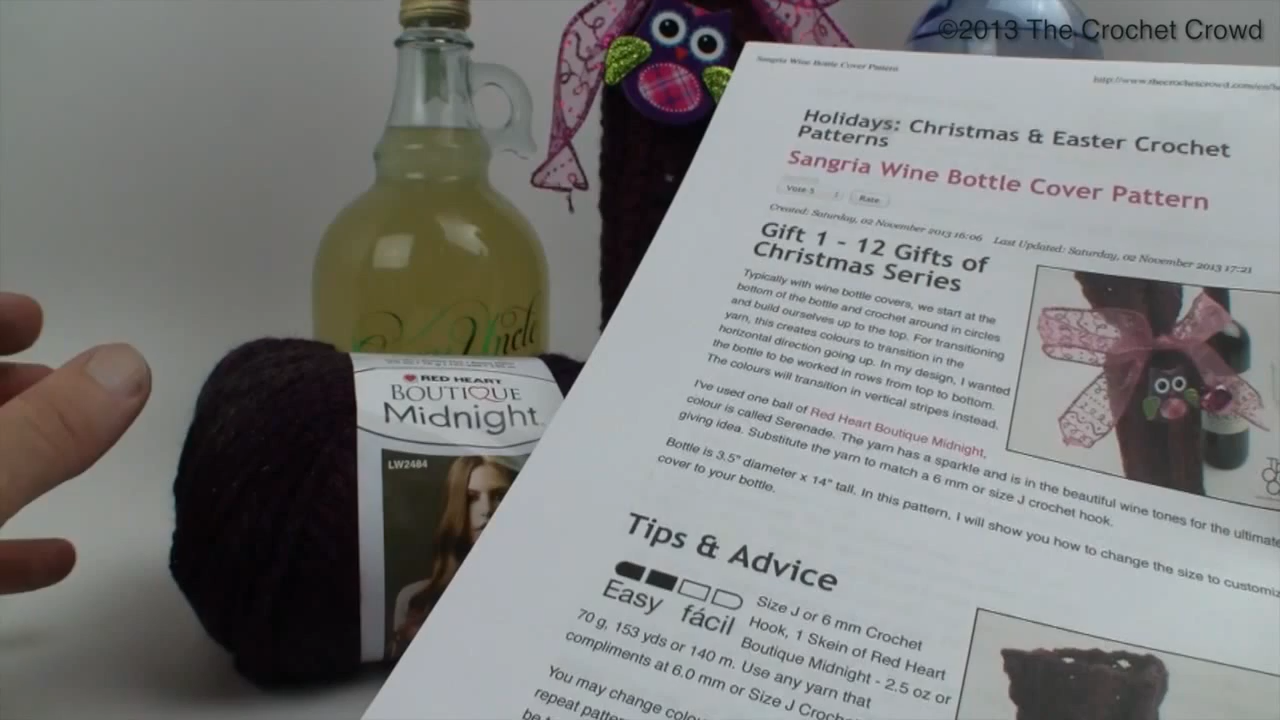 ©2013 The Crochet Crowd
Sangria Wine Bottle Cover Pattern
Holidays: Christmas & Easter Crochet
Patterns
Sangria Wine Bottle Cover Pattern
Vote 5
Rate
Created: Saturday, 02 November 2013 16:06 Last Updated: Saturday, 02 November 2013 17:21
Gift 1 - 12 Gifts of
Christmas Series
Typically with wine bottle covers, we start at the
bottom of the bottle and crochet around in circles
and build ourselves up to the top. For transitioning
yarn, this creates colours to transition in the
horizontal direction going up. In my design, I wanted
the bottle to be worked in rows from top to bottom.
The colours will transition in vertical stripes instead.
I've used one ball of Red Heart Boutique Midnight,
colour is called Serenade. The yarn has a sparkle and is in the beautiful wine tones for the ultimate
giving idea. Substitute the yarn to match a 6 mm or size J crochet hook.
Bottle is 3.5" diameter x 14" tall. In this pattern, I will show you how to change the size to customiz
cover to your bottle.
Tips & Advice
Easy fácil
Size J or 6 mm Crochet
Hook, 1 Skein of Red Heart
Boutique Midnight - 2.5 oz or
70 g, 153 yds or 140 m. Use any yarn that
compliments at 6.0 mm or Size J Croch
You may change colou
repeat patte
Uncle
RED HEART
BOUTIQUE
Midnight
LW2484